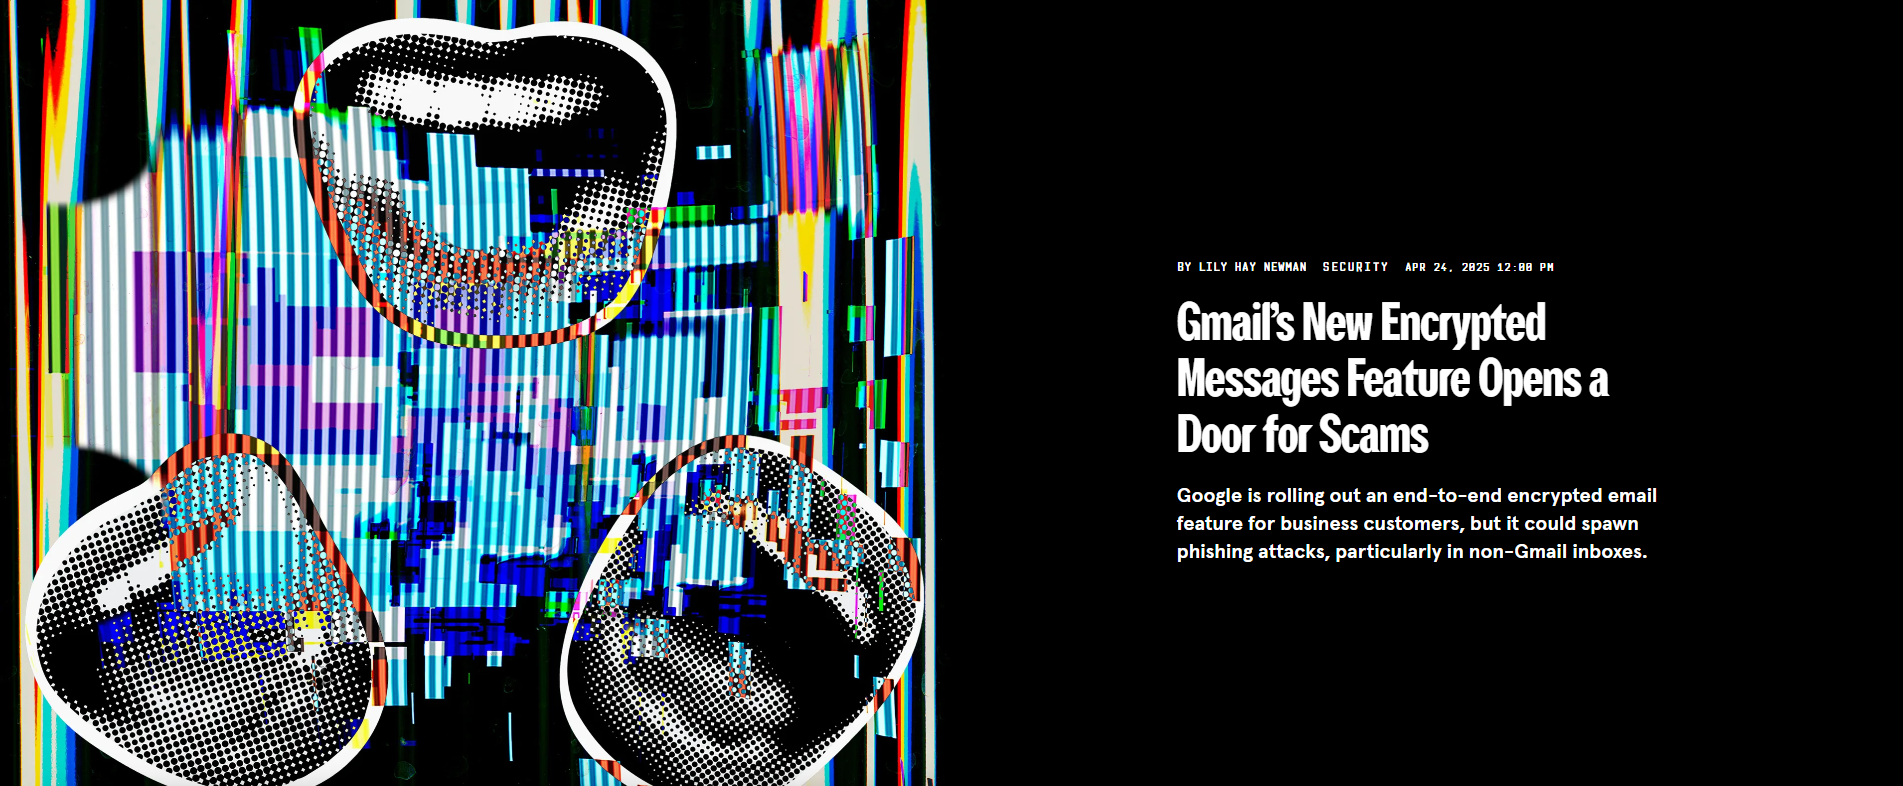 BY LILY HAY NEWMAN SECURITY APR 24, 2025 12:00 PM
Gmail’s New Encrypted
Messages Feature Opens a
Door for Scams
Google is rolling out an end-to-end encrypted email
feature for business customers, but it could spawn
phishing attacks, particularly in non-Gmail inboxes.